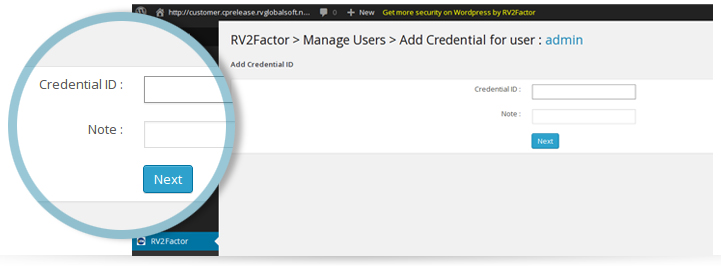 http://customer.cprelease.rvglobalsoft.n... 0 New Get more security on Wordpress by RV2Factor
RV2Factor > Manage Users > Add Credential for user : admin
Add Credential ID
Credential ID :
Note :
Next
Credential ID :
Note :
Next
RV2Factor